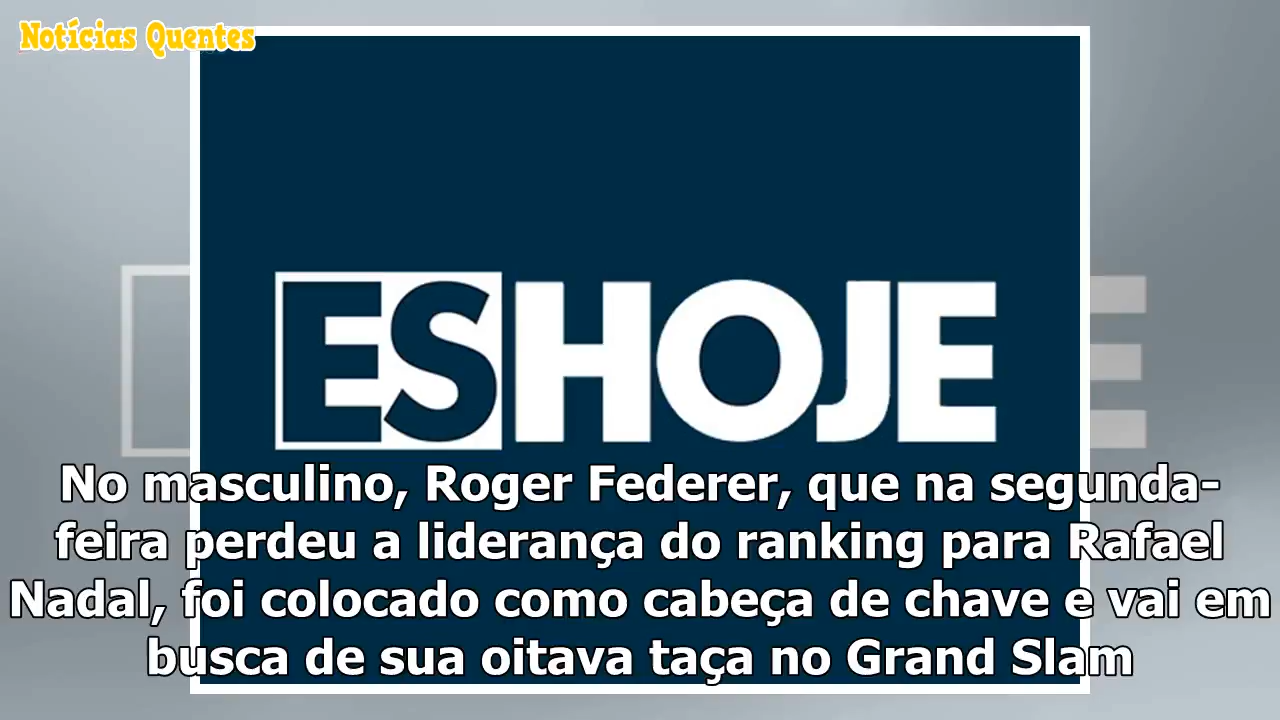 Notícias Quentes
ESHOJE
No masculino, Roger Federer, que na segunda-
feira perdeu a liderança do ranking para Rafael
Nadal, foi colocado como cabeça de chave e vai em
busca de sua oitava taça no Grand Slam